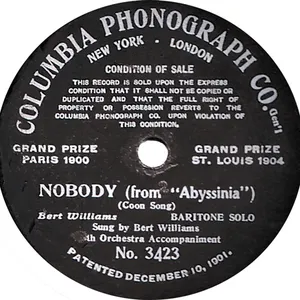 COLUMBIA PHONOGRAPH CO. Gen'l
NEW YORK - LONDON
CONDITION OF SALE
THIS RECORD IS SOLD UPON THE EXPRESS
CONDITION THAT IT SHALL NOT BE COPIED OR
DUPLICATED AND THAT THE FULL RIGHT OF
PROPERTY OR POSSESSION REVERTS TO THE
COLUMBIA PHONOGRAPH CO. UPON VIOLATION
OF THIS CONDITION.
GRAND PRIZE GRAND PRIZE
PARIS 1900 ST. LOUIS 1904
NOBODY (from "Abyssinia")
(Coon Song)
Bert Williams BARITONE SOLO
Sung by Bert Williams
th Orchestra Accompaniment
No. 3423
PATENTED DECEMBER 10, 1901.